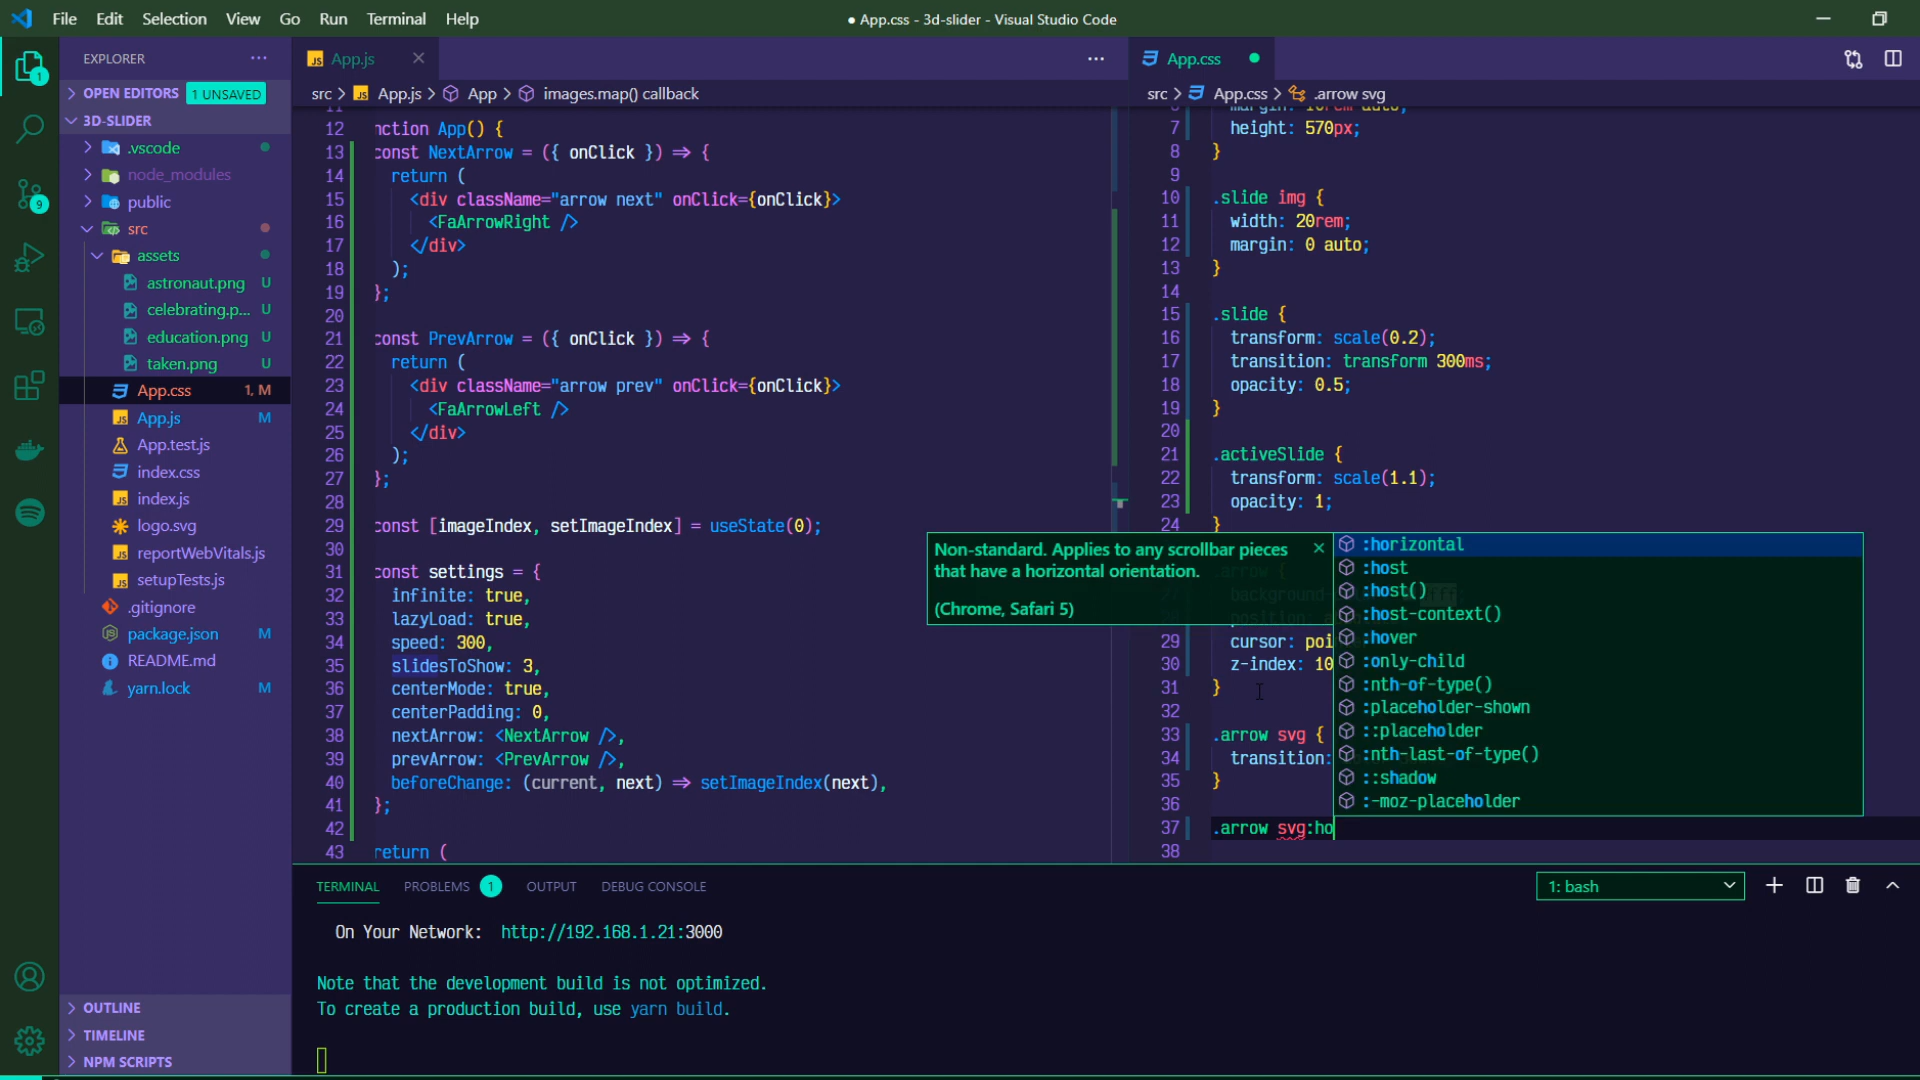 File Edit Selection View Go Run Terminal Help
● App.css - 3d-slider - Visual Studio Code
EXPLORER
OPEN EDITORS 1 UNSAVED
3D-SLIDER
.vscode
node_modules
public
src
assets
astronaut.png U
celebrating.p... U
education.png U
taken.png U
App.css 1, M
App.js M
App.test.js
index.css
index.js
logo.svg
reportWebVitals.js
setupTests.js
.gitignore
package.json M
README.md
yarn.lock M
OUTLINE
TIMELINE
NPM SCRIPTS
1
9
JS App.js
src > JS App.js > App > images.map() callback
11
12 nction App() {
13 const NextArrow = ({ onClick }) => {
14 return (
15 <div className="arrow next" onClick={onClick}>
16 <FaArrowRight />
17 </div>
18 );
19 };
20
21 const PrevArrow = ({ onClick }) => {
22 return (
23 <div className="arrow prev" onClick={onClick}>
24 <FaArrowLeft />
25 </div>
26 );
27 };
28
29 const [imageIndex, setImageIndex] = useState(0);
30
31 const settings = {
32 infinite: true,
33 lazyLoad: true,
34 speed: 300,
35 slidesToShow: 3,
36 centerMode: true,
37 centerPadding: 0,
38 nextArrow: <NextArrow />,
39 prevArrow: <PrevArrow />,
40 beforeChange: (current, next) => setImageIndex(next),
41 };
42
43 return (
App.css
src > App.css > .arrow svg
7 height: 570px;
8 }
9
10 .slide img {
11 width: 20rem;
12 margin: 0 auto;
13 }
14
15 .slide {
16 transform: scale(0.2);
17 transition: transform 300ms;
18 opacity: 0.5;
19 }
20
21 .activeSlide {
22 transform: scale(1.1);
23 opacity: 1;
24 }
29 cursor: poi
30 z-index: 10
31 }
32
33 .arrow svg {
34 transition:
35 }
36
37 .arrow svg:ho
38
Non-standard. Applies to any scrollbar pieces
that have a horizontal orientation.
(Chrome, Safari 5)
:horizontal
:host
:host()
:host-context()
:hover
:only-child
:nth-of-type()
:placeholder-shown
::placeholder
:nth-last-of-type()
::shadow
:-moz-placeholder
TERMINAL PROBLEMS 1 OUTPUT DEBUG CONSOLE
1: bash
On Your Network: http://192.168.1.21:3000
Note that the development build is not optimized.
To create a production build, use yarn build.